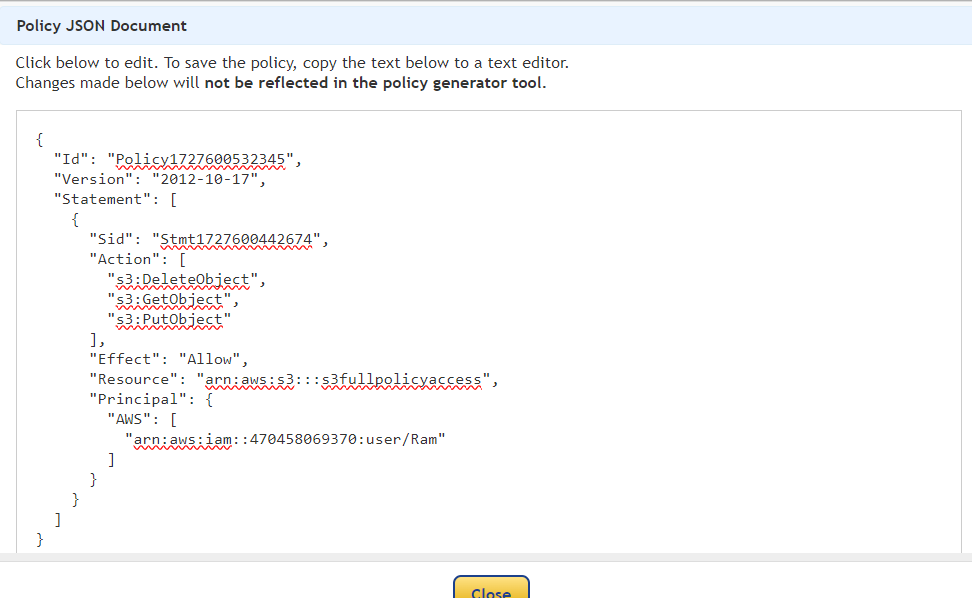 Policy JSON Document
Click below to edit. To save the policy, copy the text below to a text editor.
Changes made below will not be reflected in the policy generator tool.
{
  "Id": "Policy1727600532345",
  "Version": "2012-10-17",
  "Statement": [
    {
      "Sid": "Stmt1727600442674",
      "Action": [
        "s3:DeleteObject",
        "s3:GetObject",
        "s3:PutObject"
      ],
      "Effect": "Allow",
      "Resource": "arn:aws:s3:::s3fullpolicyaccess",
      "Principal": {
        "AWS": [
          "arn:aws:iam::470458069370:user/Ram"
        ]
      }
    }
  ]
}
Close